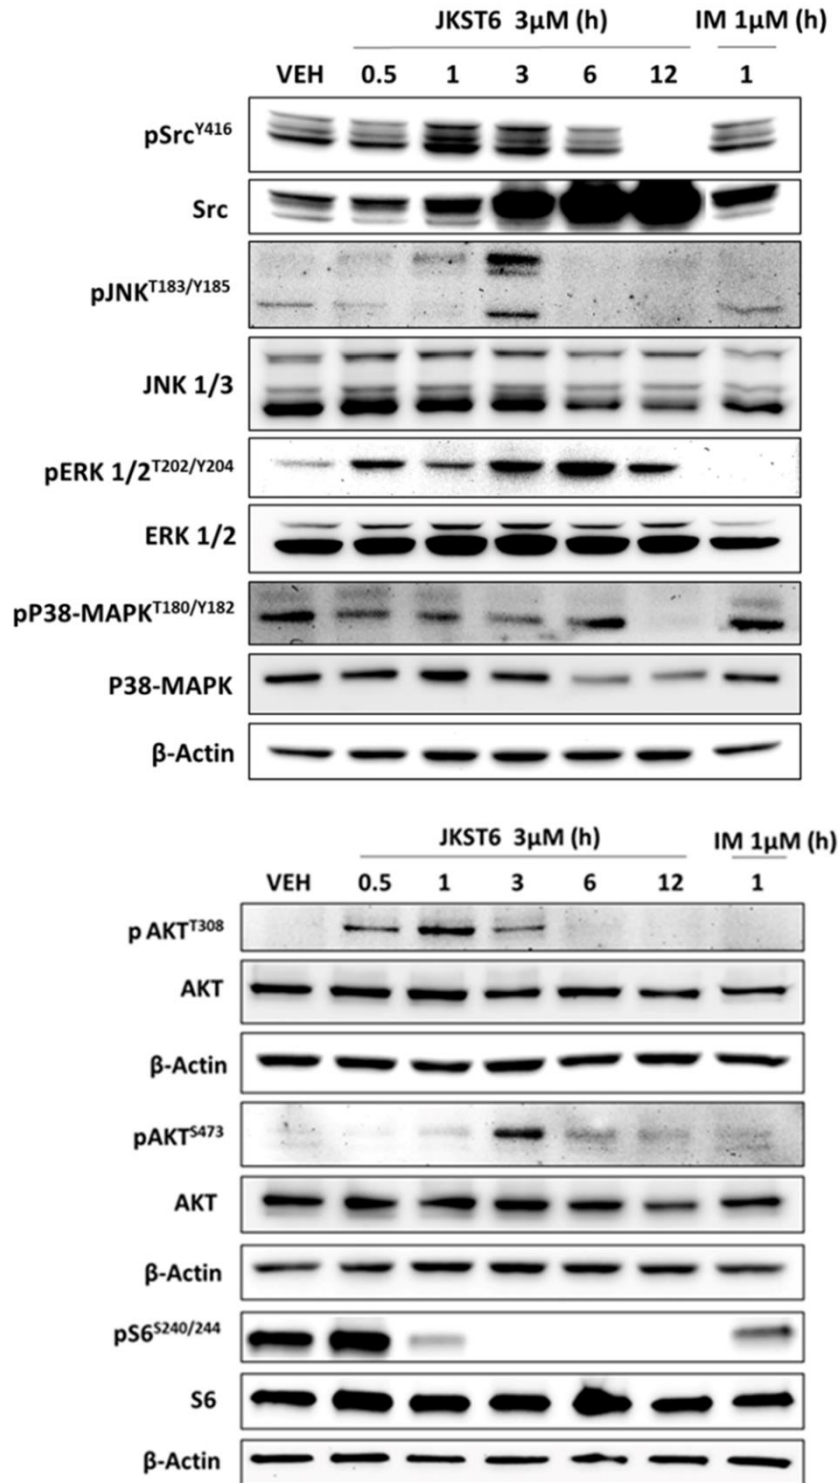 JKST6 3μM (h) IM 1μM (h)
VEH 0.5 1 3 6 12 1
pSrcY416
Src
pJNKT183/Y185
JNK 1/3
pERK 1/2T202/Y204
ERK 1/2
pP38-MAPKT180/Y182
P38-MAPK
β-Actin
JKST6 3μM (h) IM 1μM (h)
VEH 0.5 1 3 6 12 1
p AKTT308
AKT
β-Actin
pAKTS473
AKT
β-Actin
pS6S240/244
S6
β-Actin